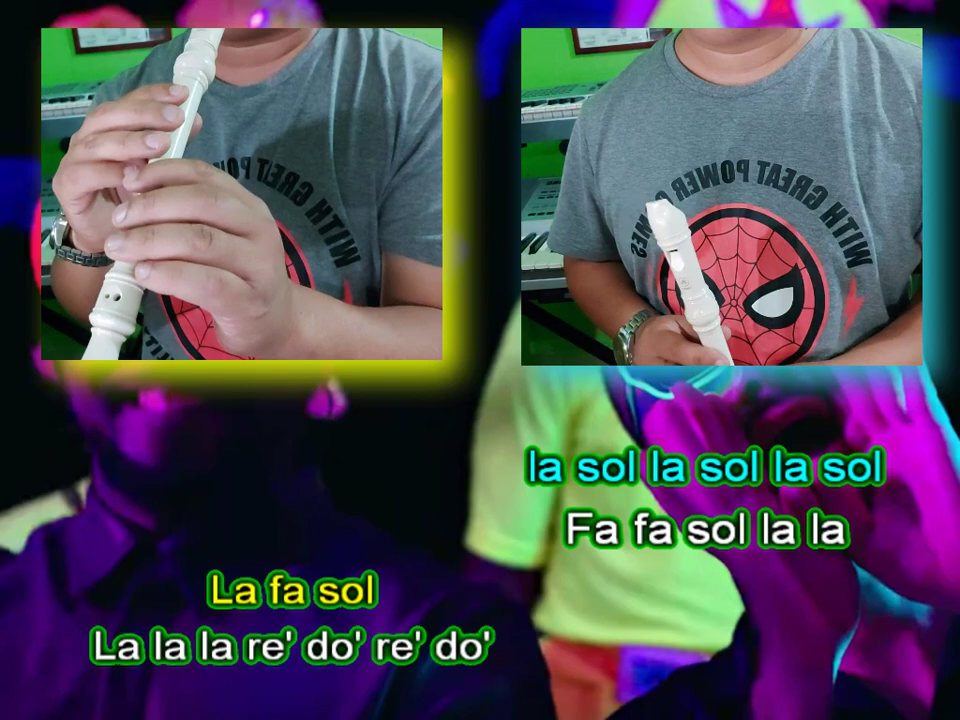 WITH GREAT POWER
WITH GREAT POWER
la sol la sol la sol
Fa fa sol la la
La fa sol
La la la re' do' re' do'